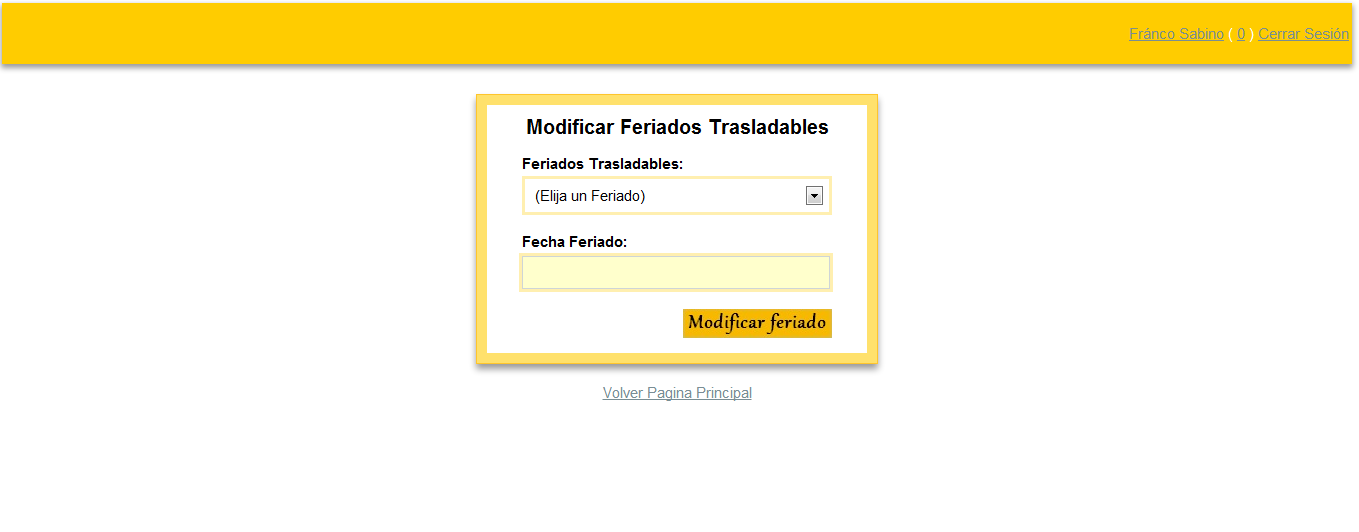 Fránco Sabino ( 0 ) Cerrar Sesión
Modificar Feriados Trasladables
Feriados Trasladables:
(Elija un Feriado)
Fecha Feriado:
Modificar feriado
Volver Pagina Principal